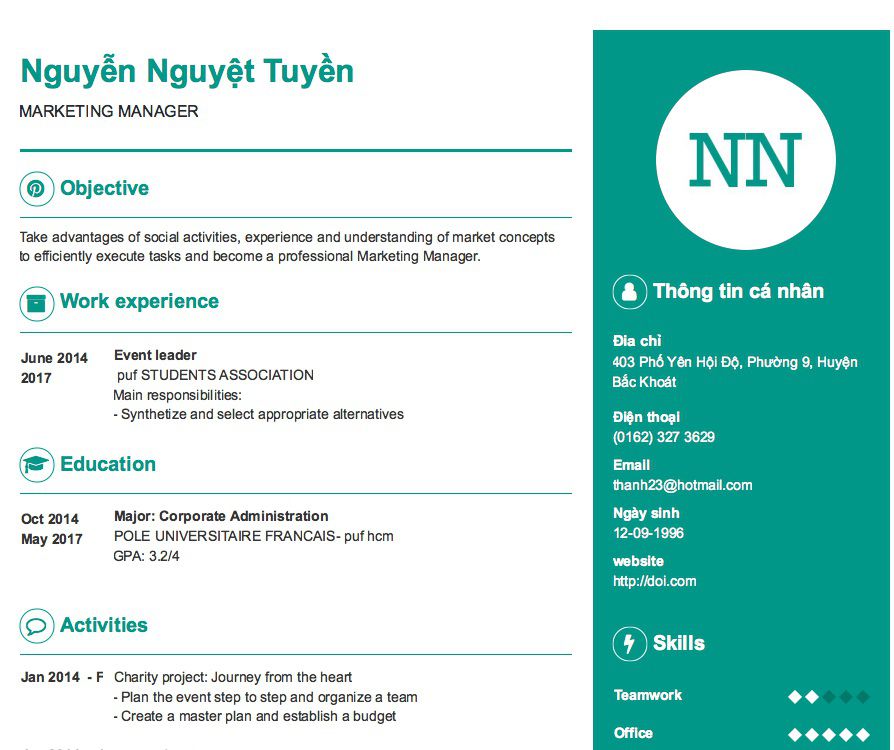 Nguyễn Nguyệt Tuyền
MARKETING MANAGER
Objective
Take advantages of social activities, experience and understanding of market concepts
to efficiently execute tasks and become a professional Marketing Manager.
Work experience
June 2014
2017
Event leader
puf STUDENTS ASSOCIATION
Main responsibilities:
- Synthetize and select appropriate alternatives
Education
Oct 2014
May 2017
Major: Corporate Administration
POLE UNIVERSITAIRE FRANCAIS- puf hcm
GPA: 3.2/4
Activities
Jan 2014 - F
Charity project: Journey from the heart
- Plan the event step to step and organize a team
- Create a master plan and establish a budget
NN
Thông tin cá nhân
Đia chỉ
403 Phố Yên Hội Độ, Phường 9, Huyện
Bắc Khoát
Điện thoại
(0162) 327 3629
Email
thanh23@hotmail.com
Ngày sinh
12-09-1996
website
http://doi.com
Skills
Teamwork
Office